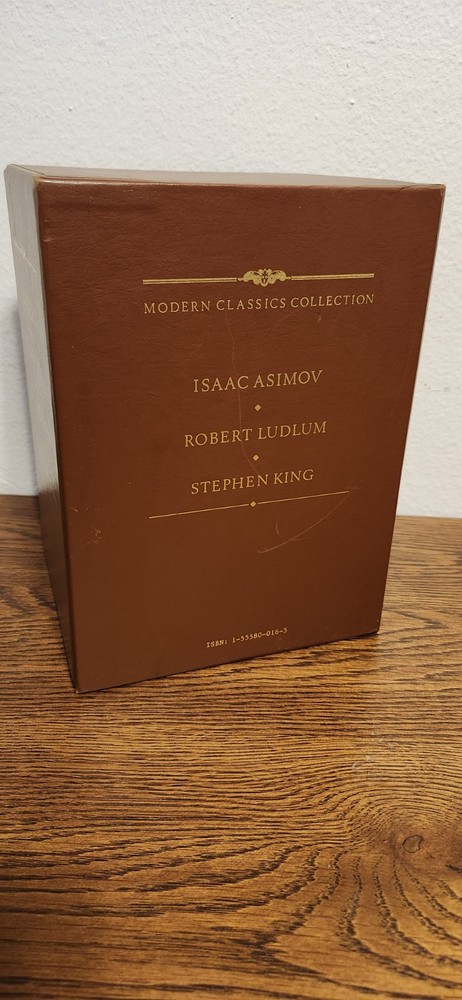 MODERN CLASSICS COLLECTION
ISAAC ASIMOV
ROBERT LUDLUM
STEPHEN KING
ISBN: 1-55580-016-3